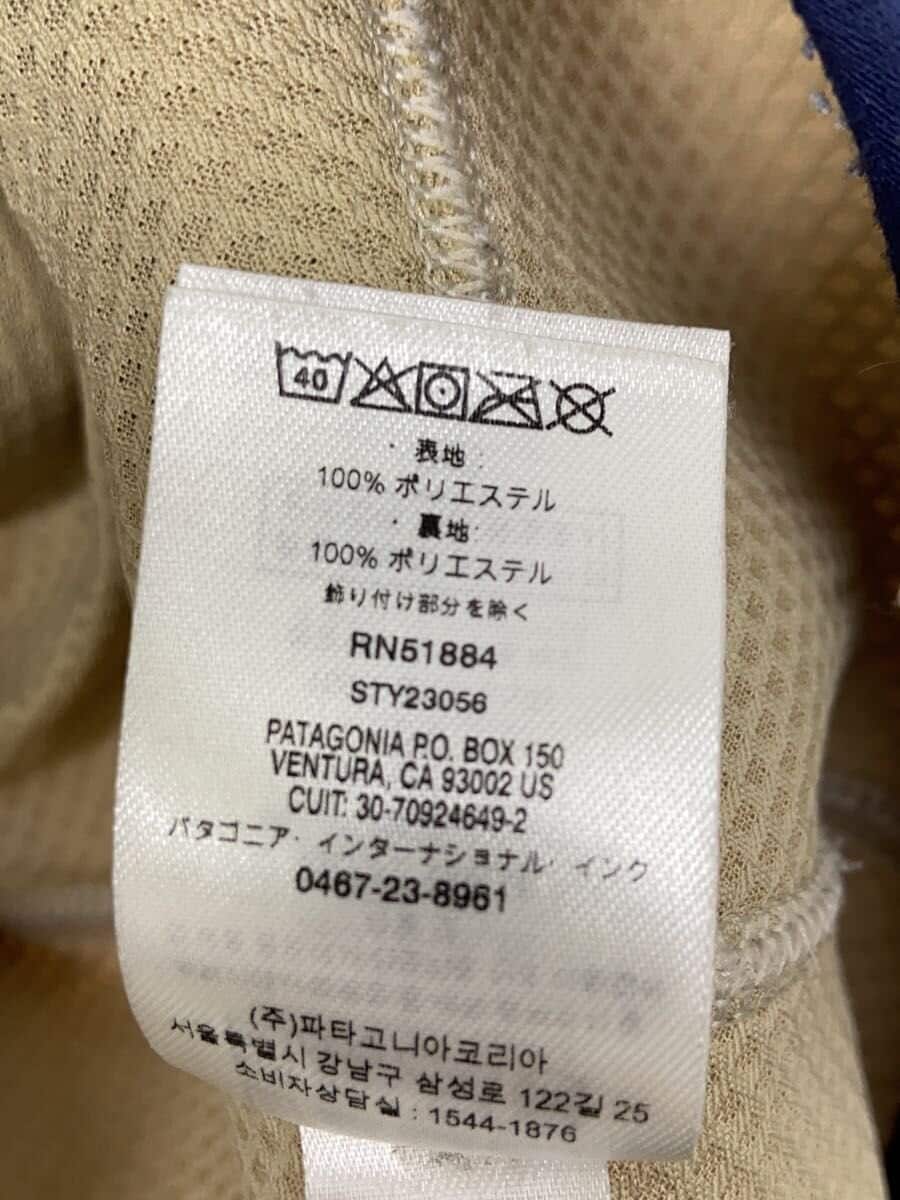 40
・表地:
100% ポリエステル
・裏地:
100% ポリエステル
飾り付け部分を除く
RN51884
STY23056
PATAGONIA P.O. BOX 150
VENTURA, CA 93002 US
CUIT: 30-70924649-2
パタゴニア・インターナショナル・インク
0467-23-8961
(주)파타고니아코리아
서울특별시 강남구 삼성로 122길 25
소비자상담실 : 1544-1876